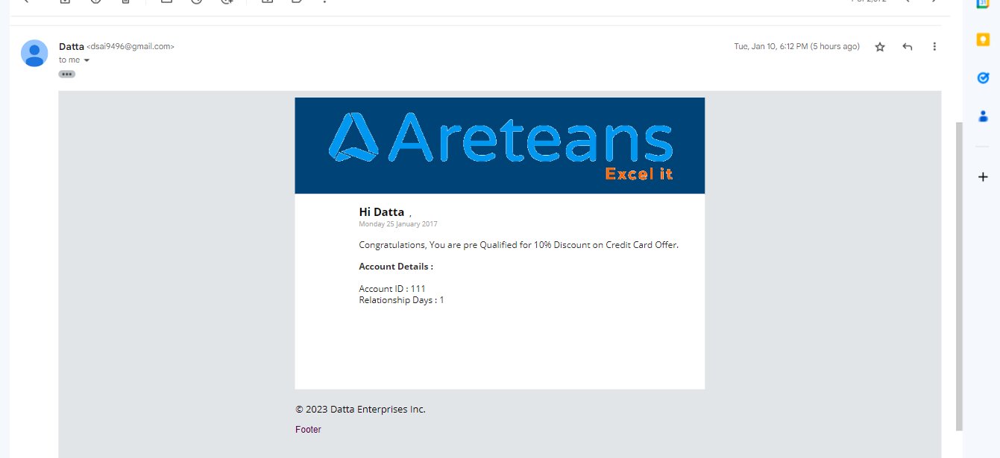 Datta <dsai9496@gmail.com>
Tue, Jan 10, 6:12 PM (5 hours ago)
to me
Areteans
Excel it
Hi Datta ,
Monday 25 January 2017
Congratulations, You are pre Qualified for 10% Discount on Credit Card Offer.
Account Details :
Account ID : 111
Relationship Days : 1
© 2023 Datta Enterprises Inc.
Footer